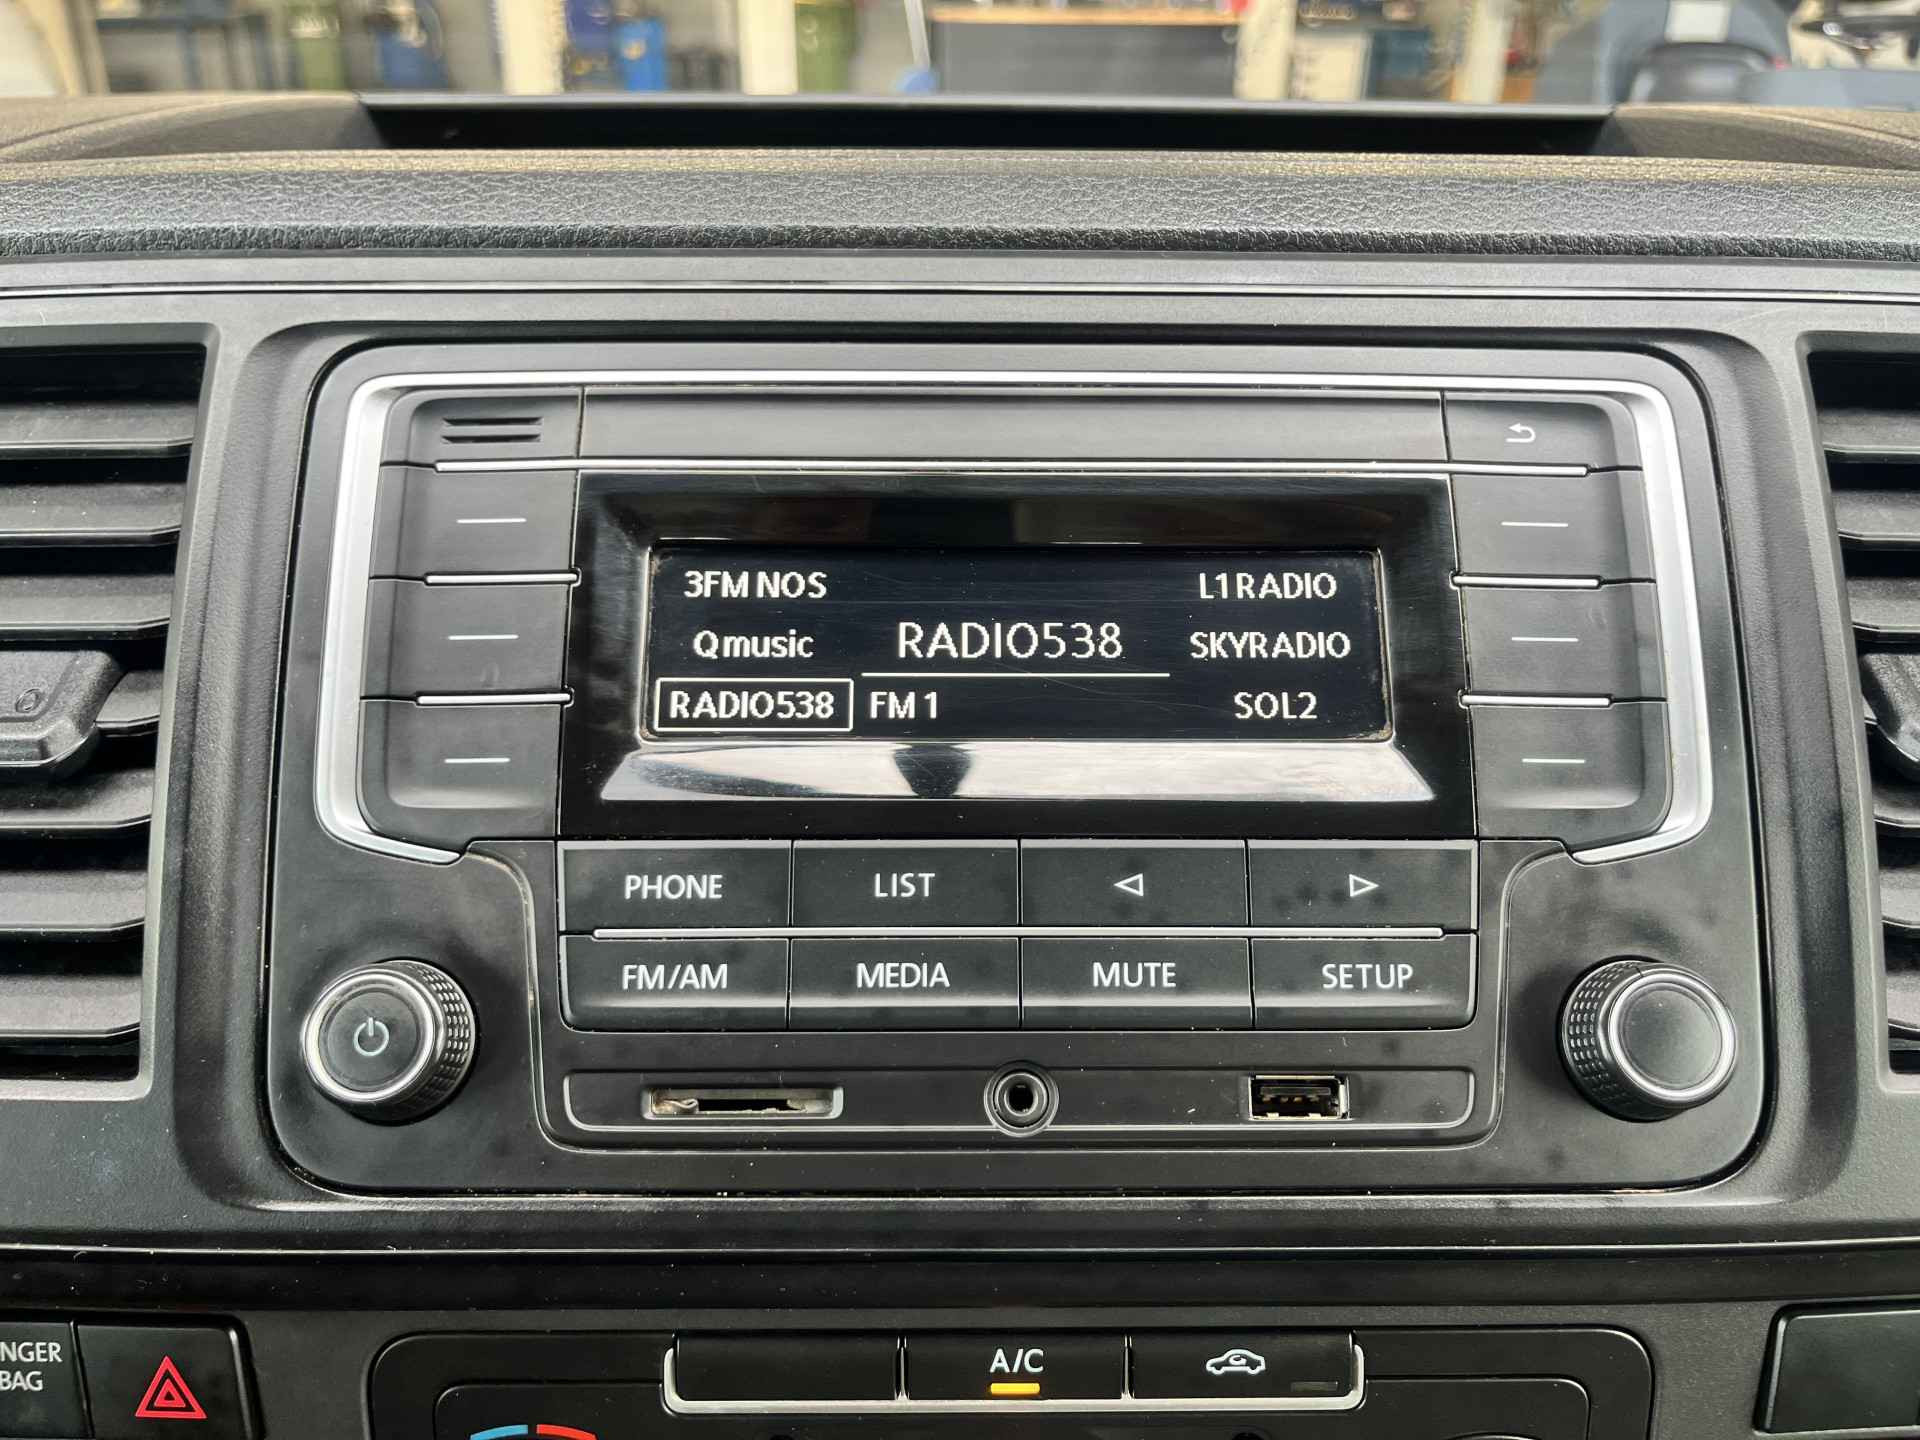 3FM NOS
L1RADIO
Qmusic
RADIO538
SKYRADIO
RADIO538
FM 1
SOL2
PHONE
LIST
FM/AM
MEDIA
MUTE
SETUP
NGER
BAG
A/C